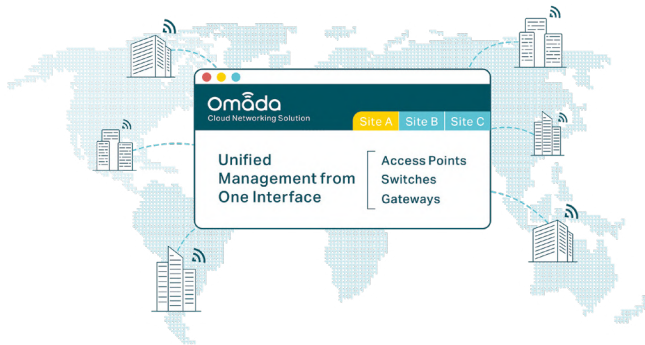 Omada
Cloud Networking Solution
Site A
Site B
Site C
Unified
Management from
One Interface
Access Points
Switches
Gateways